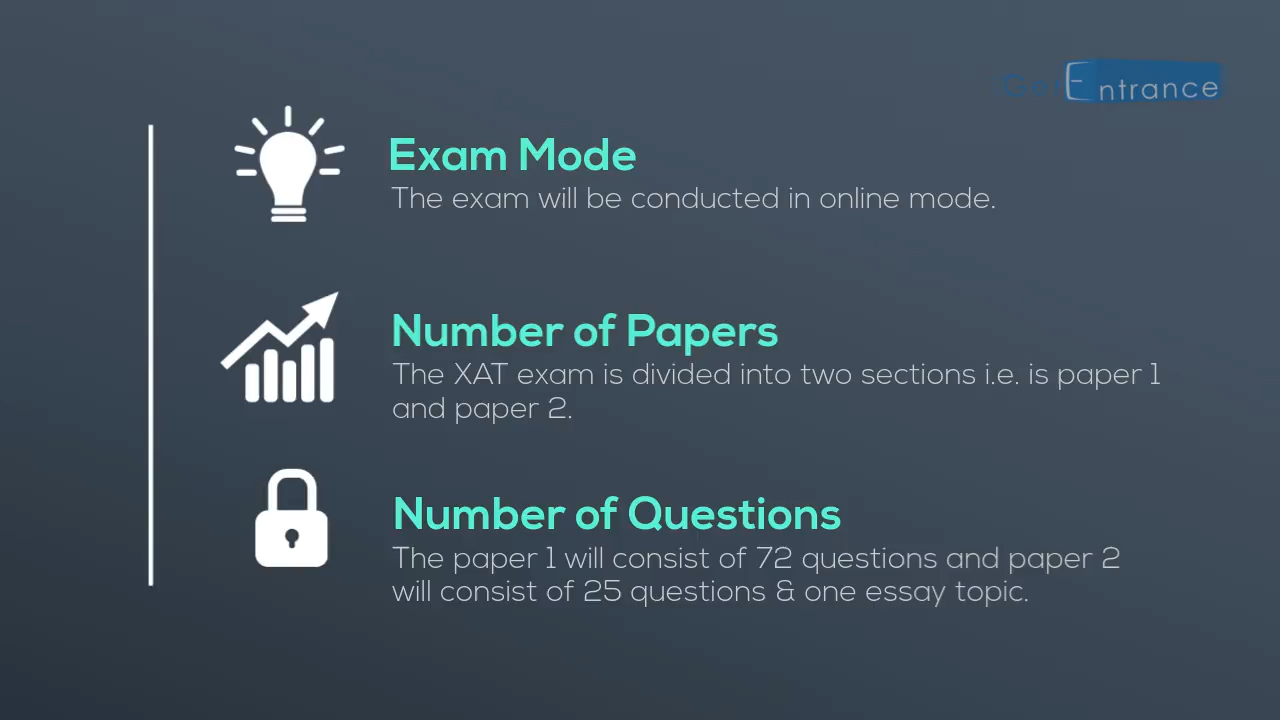 GetEntrance
Exam Mode
The exam will be conducted in online mode.
Number of Papers
The XAT exam is divided into two sections i.e. is paper 1
and paper 2.
Number of Questions
The paper 1 will consist of 72 questions and paper 2
will consist of 25 questions & one essay topic.